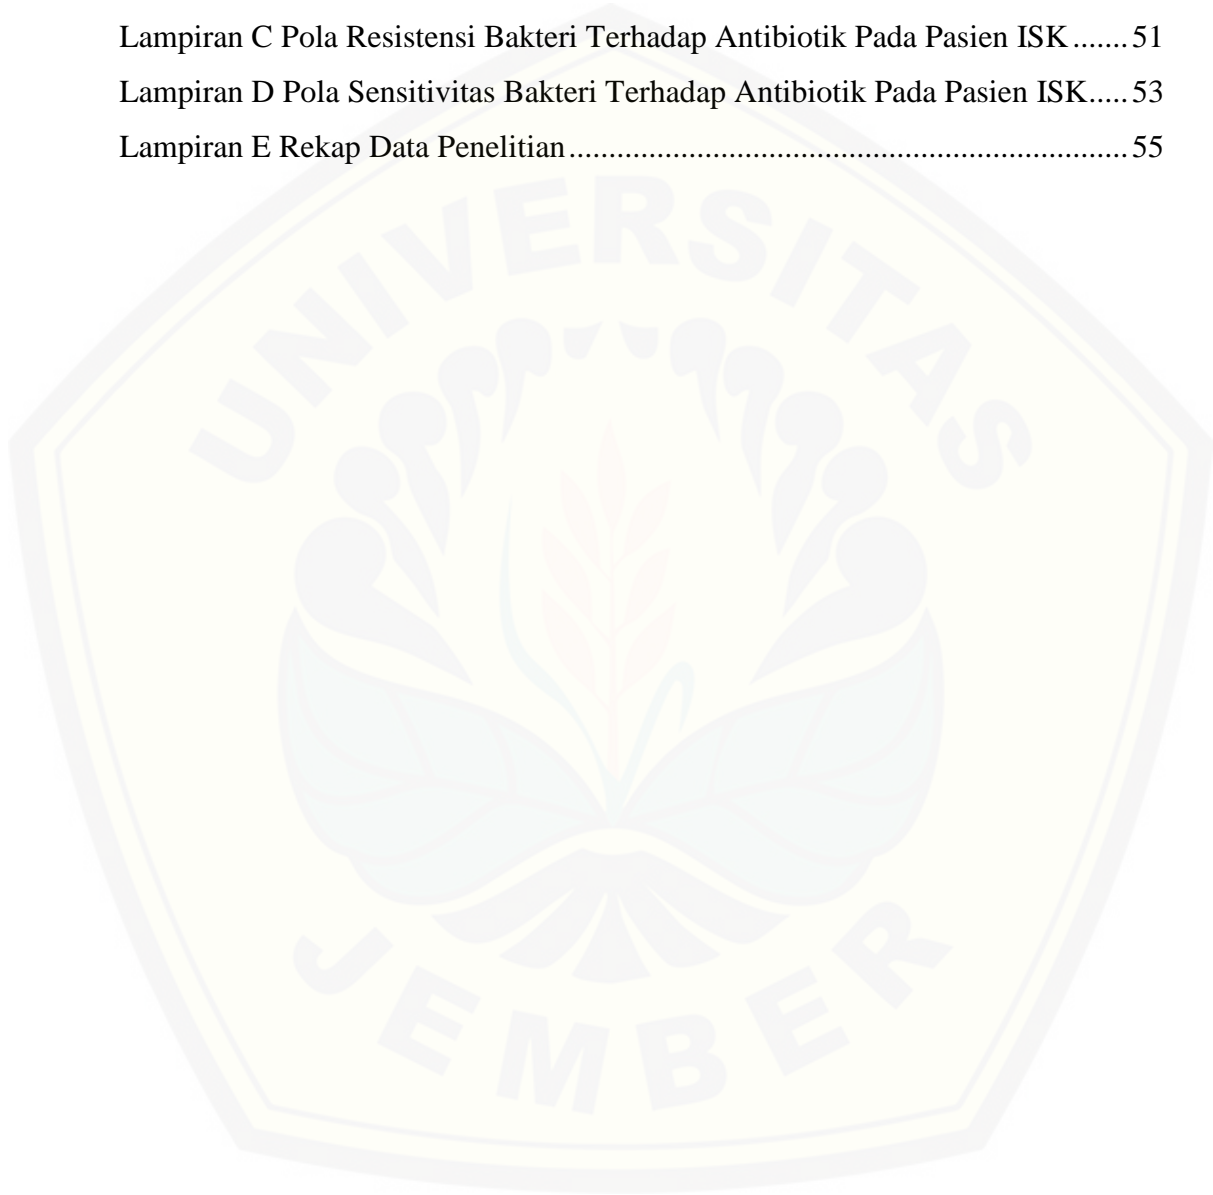 Lampiran C Pola Resistensi Bakteri Terhadap Antibiotik Pada Pasien ISK ....... 51
Lampiran D Pola Sensitivitas Bakteri Terhadap Antibiotik Pada Pasien ISK..... 53
Lampiran E Rekap Data Penelitian ...................................................................... 55
UNIVERSITAS
JEMBER